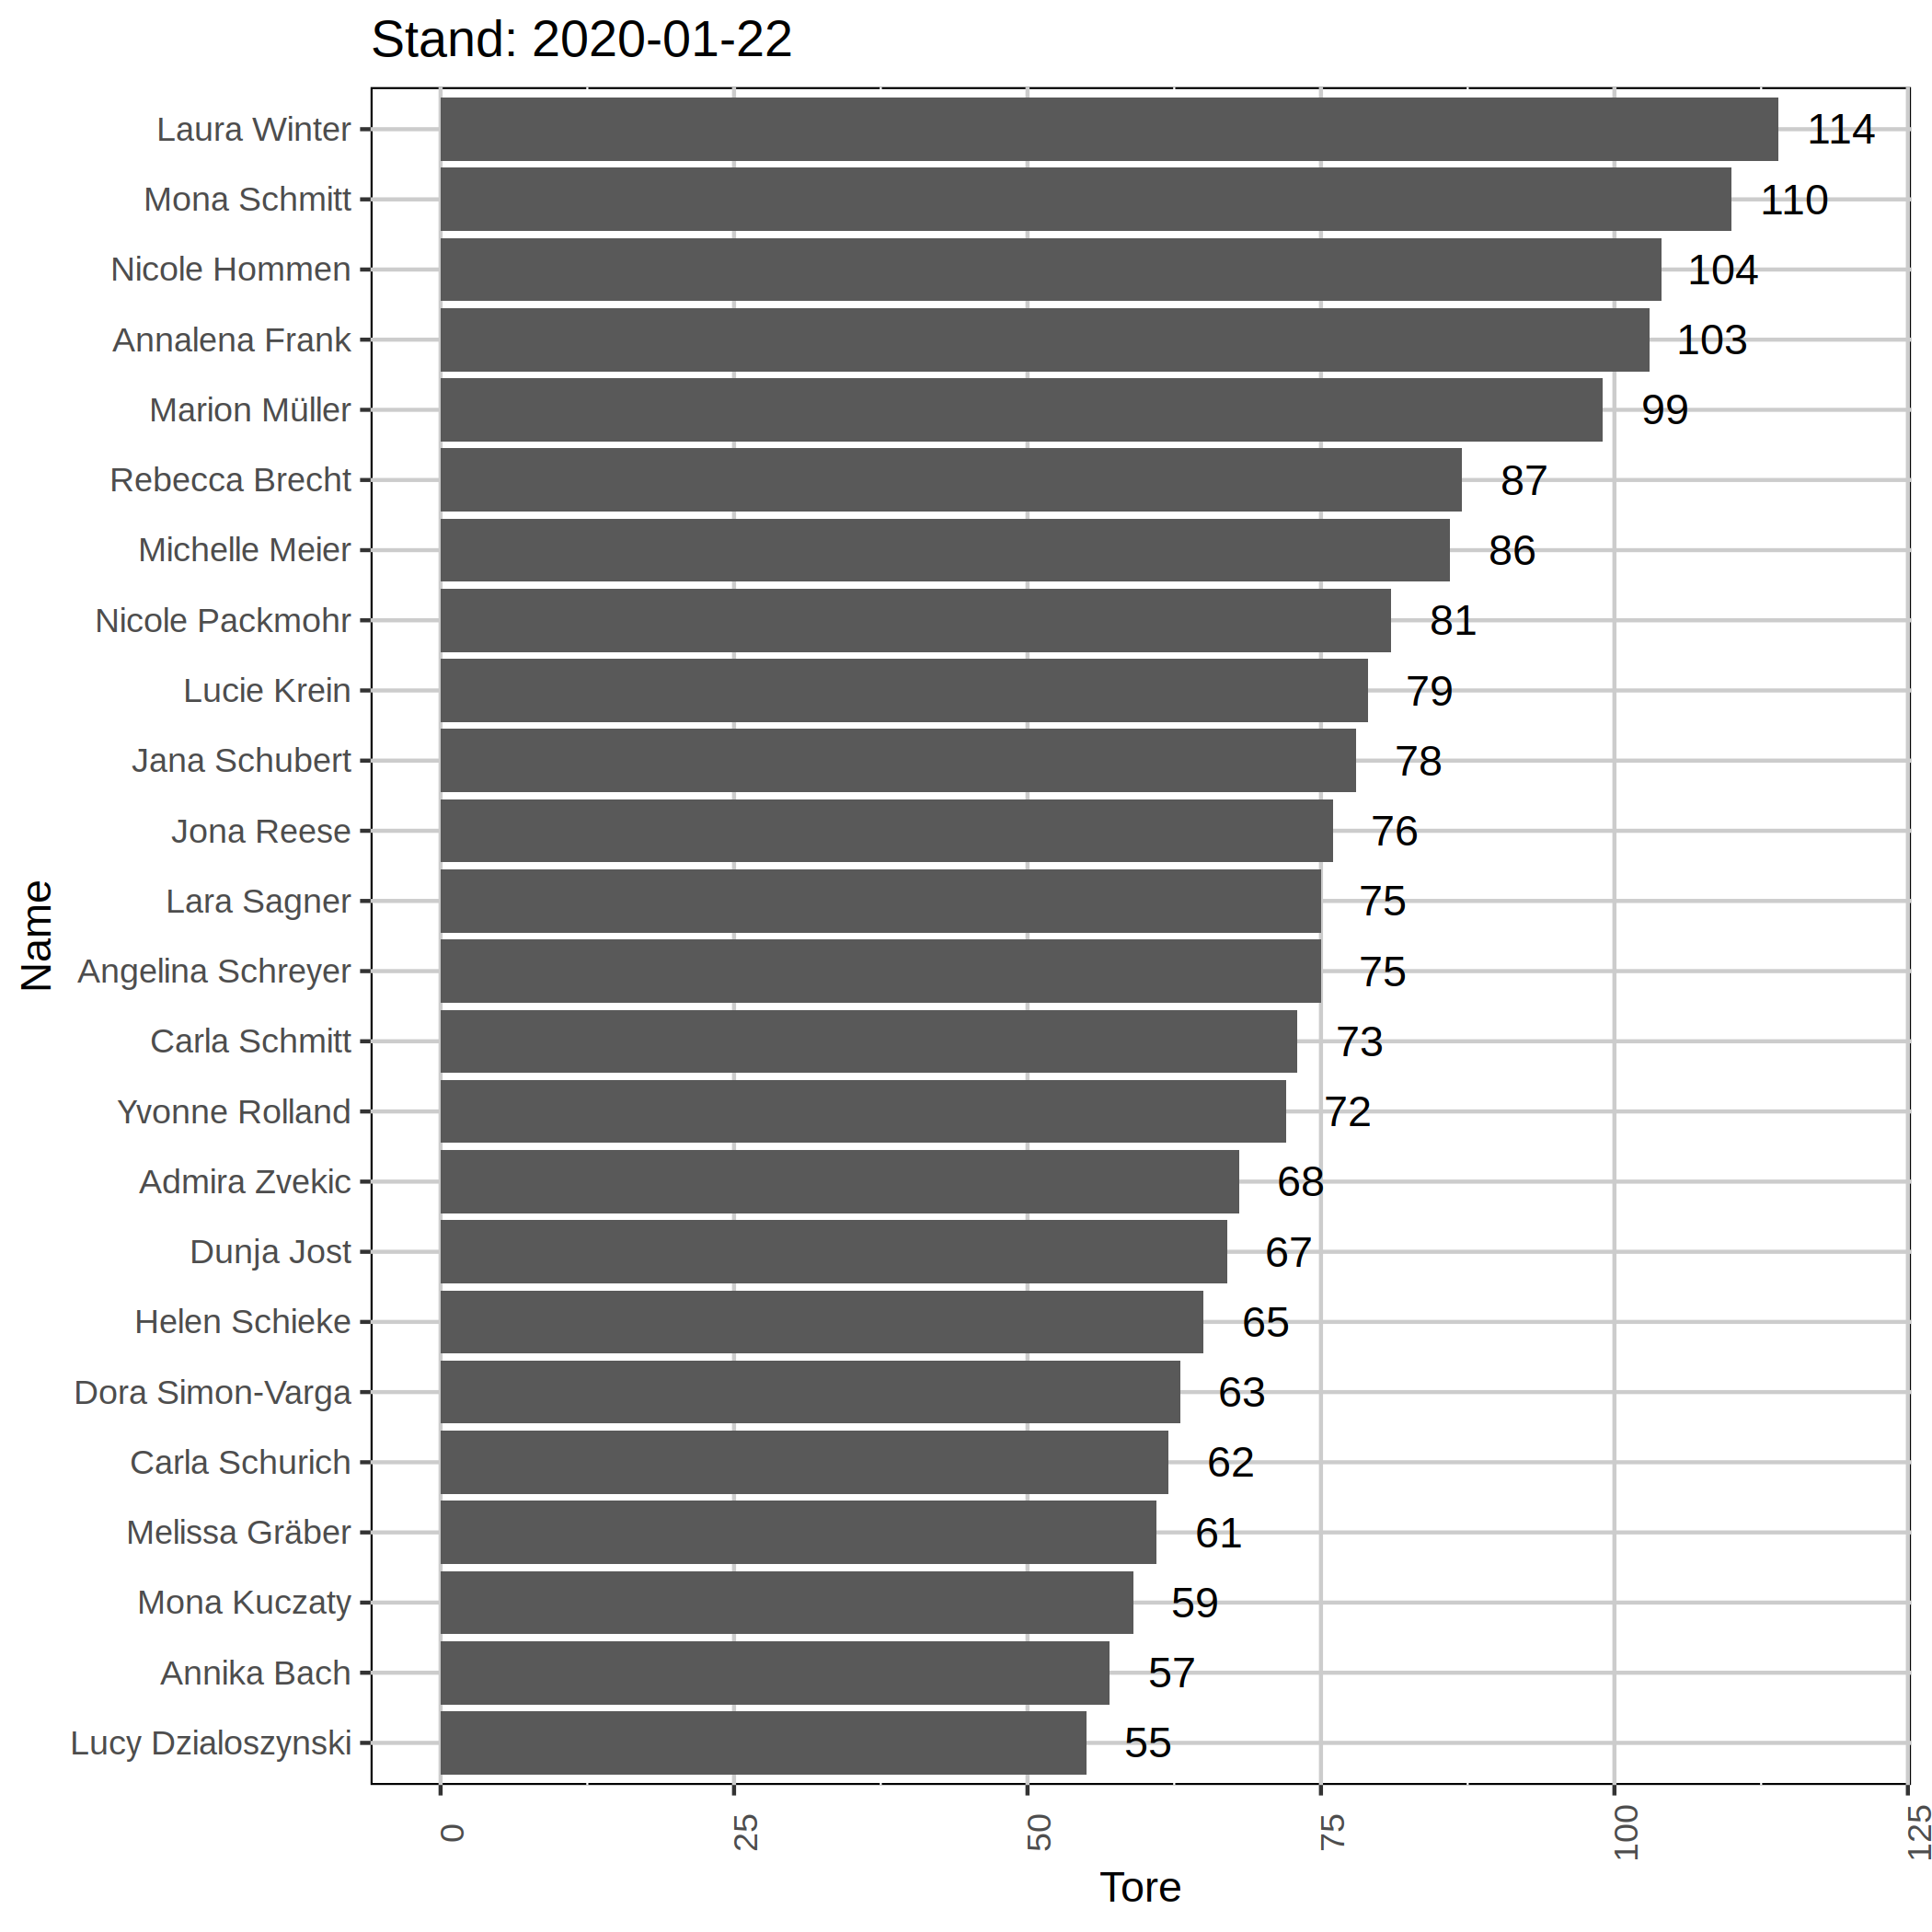 Stand: 2020-01-22
Laura Winter 114
Mona Schmitt 110
Nicole Hommen 104
Annalena Frank 103
Marion Müller 99
Rebecca Brecht 87
Michelle Meier 86
Nicole Packmohr 81
Lucie Krein 79
Jana Schubert 78
Jona Reese 76
Lara Sagner 75
Angelina Schreyer 75
Carla Schmitt 73
Yvonne Rolland 72
Admira Zvekic 68
Dunja Jost 67
Helen Schieke 65
Dora Simon-Varga 63
Carla Schurich 62
Melissa Gräber 61
Mona Kuczaty 59
Annika Bach 57
Lucy Dzialoszynski 55
Name
0 25 50 75 100 125
Tore